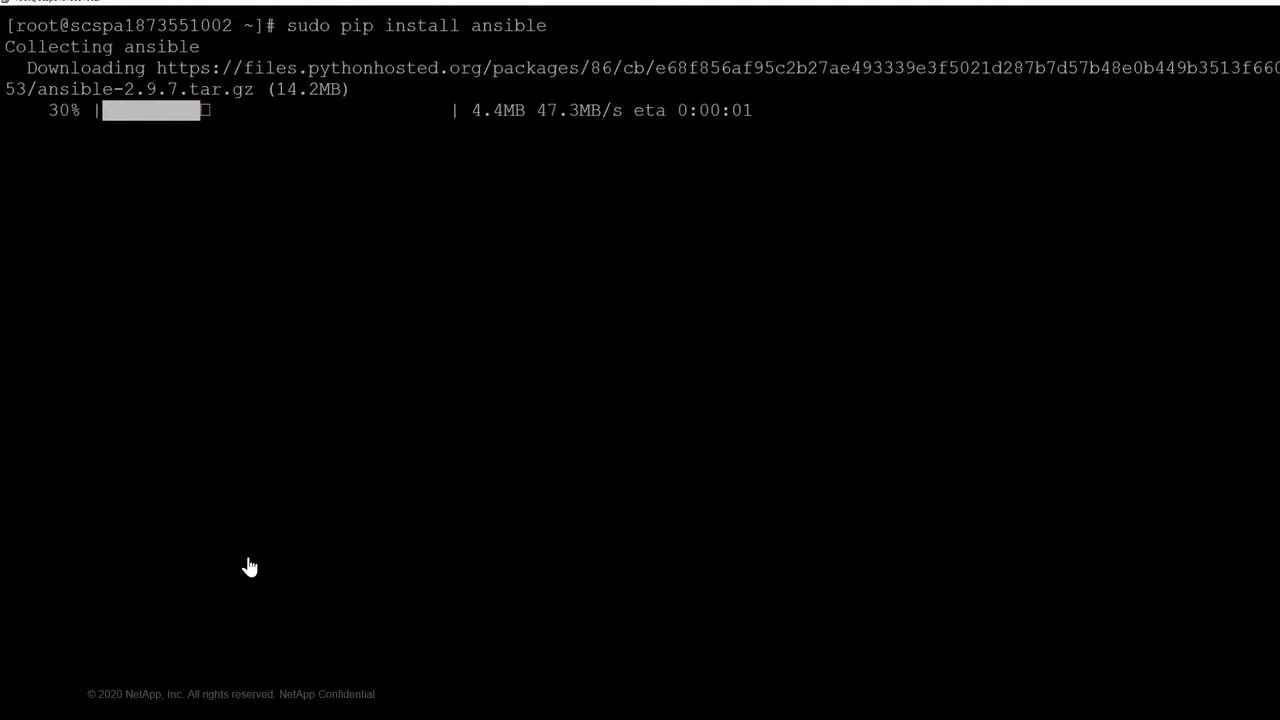 [root@scspa1873551002 ~]# sudo pip install ansible
Collecting ansible
Downloading https://files.pythonhosted.org/packages/86/cb/e68f856af95c2b27ae493339e3f5021d287b7d57b48e0b449b3513f660
53/ansible-2.9.7.tar.gz (14.2MB)
30% | | 4.4MB 47.3MB/s eta 0:00:01
© 2020 NetApp, Inc. All rights reserved. NetApp Confidential